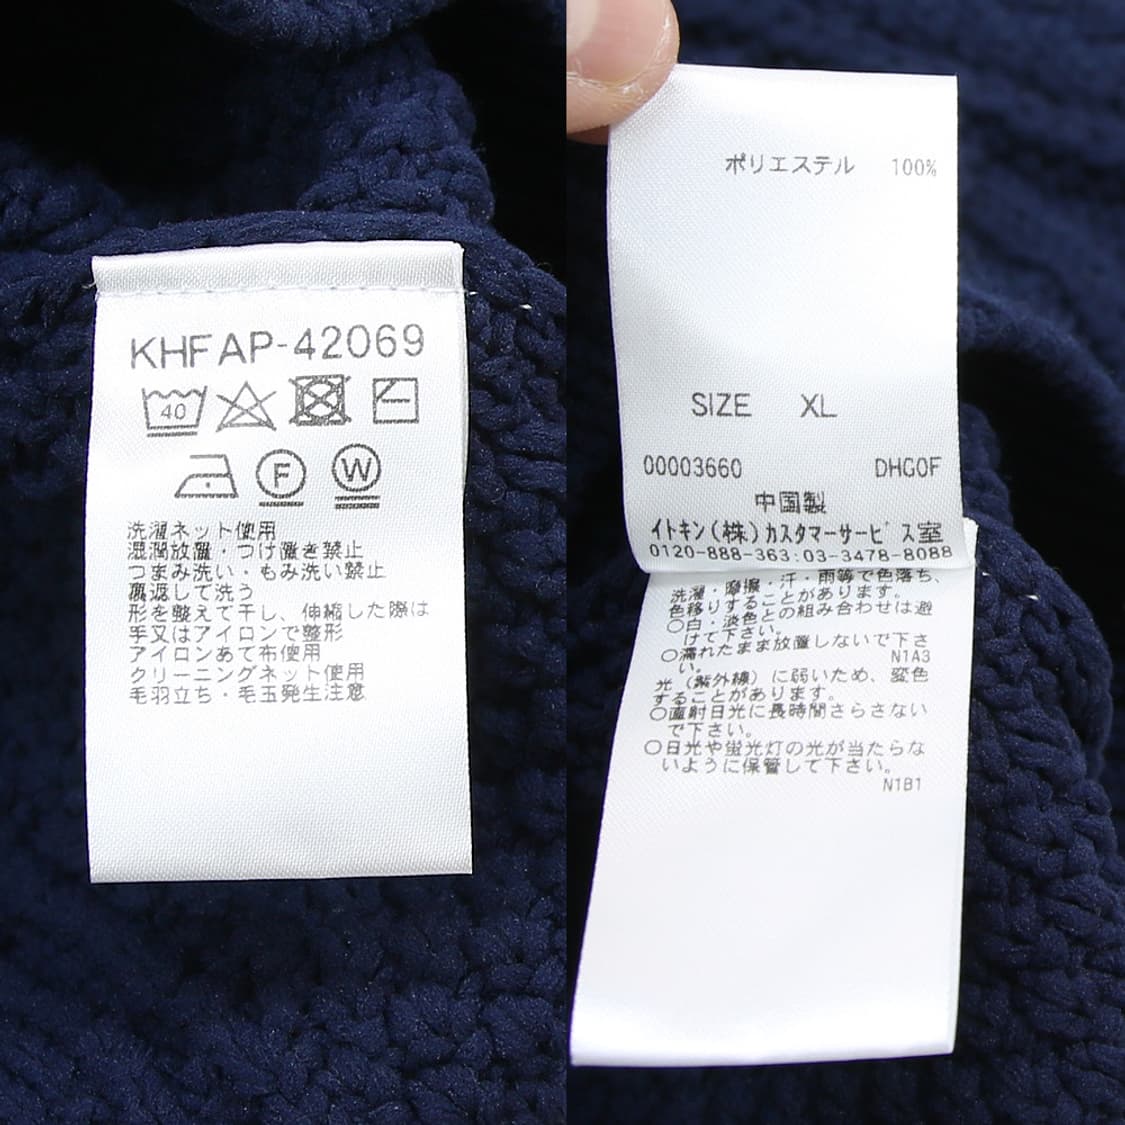 KHFAP-42069
40
F W
洗濯ネット使用
湿潤放置・つけ置き禁止
つまみ洗い・もみ洗い禁止
裏返して洗う
形を整えて干し、伸縮した際は
手又はアイロンで整形
アイロンあて布使用
クリーニングネット使用
毛羽立ち・毛玉発生注意
ポリエステル 100%
SIZE XL
00003660 DHG0F
中国製
イトキン(株)カスタマーサービス室
0120-888-363:03-3478-8088
洗濯・摩擦・汗・雨等で色落ち、
色移りすることがあります。
○白・淡色との組み合わせは避
けて下さい。
○濡れたまま放置しないで下さ
い。 N1A3
光(紫外線)に弱いため、変色
することがあります。
○直射日光に長時間さらさない
で下さい。
○日光や蛍光灯の光が当たらな
いように保管して下さい。
N1B1